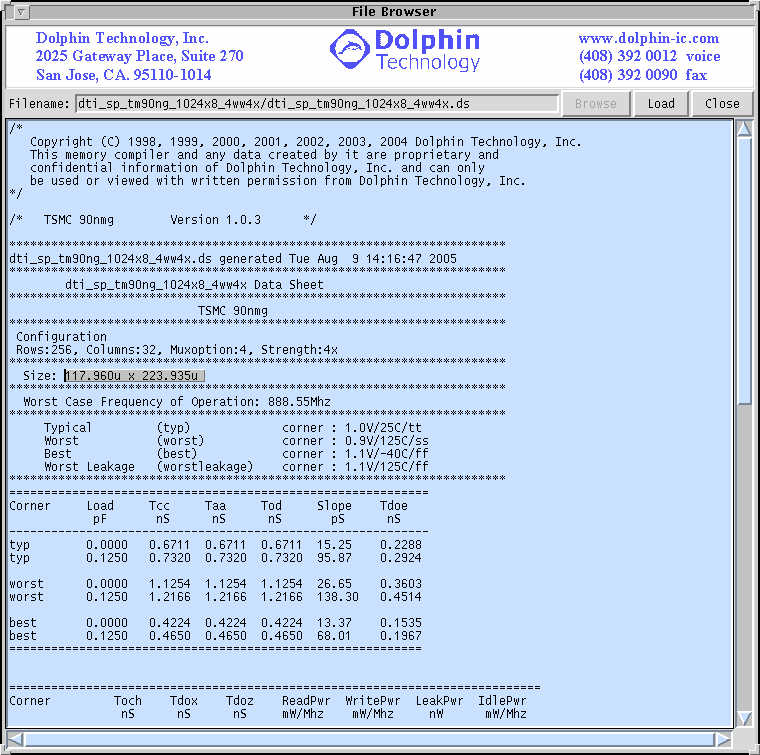 File Browser
Dolphin Technology, Inc.
2025 Gateway Place, Suite 270
San Jose, CA. 95110-1014
Dolphin
Technology
www.dolphin-ic.com
(408) 392 0012 voice
(408) 392 0090 fax
Filename: dti_sp_tm90ng_1024x8_4ww4x/dti_sp_tm90ng_1024x8_4ww4x.ds Browse Load Close
/*
Copyright (C) 1998, 1999, 2000, 2001, 2002, 2003, 2004 Dolphin Technology, Inc.
This memory compiler and any data created by it are proprietary and
confidential information of Dolphin Technology, Inc. and can only
be used or viewed with written permission from Dolphin Technology, Inc.
*/
/* TSMC 90nmg Version 1.0.3 */
***********************************************************************
dti_sp_tm90ng_1024x8_4ww4x.ds generated Tue Aug 9 14:16:47 2005
***********************************************************************
dti_sp_tm90ng_1024x8_4ww4x Data Sheet
***********************************************************************
TSMC 90nmg
***********************************************************************
Configuration
Rows:256, Columns:32, Muxoption:4, Strength:4x
***********************************************************************
Size: 117.960u x 223.935u
***********************************************************************
Worst Case Frequency of Operation: 888.55Mhz
***********************************************************************
Typical (typ) corner : 1.0V/25C/tt
Worst (worst) corner : 0.9V/125C/ss
Best (best) corner : 1.1V/-40C/ff
Worst Leakage (worstleakage) corner : 1.1V/125C/ff
***********************************************************************
============================================================
Corner Load Tcc Taa Tod Slope Tdoe
pF nS nS nS pS nS
------------------------------------------------------------
typ 0.0000 0.6711 0.6711 0.6711 15.25 0.2288
typ 0.1250 0.7320 0.7320 0.7320 95.87 0.2924
worst 0.0000 1.1254 1.1254 1.1254 26.65 0.3603
worst 0.1250 1.2166 1.2166 1.2166 138.30 0.4514
best 0.0000 0.4224 0.4224 0.4224 13.37 0.1535
best 0.1250 0.4650 0.4650 0.4650 68.01 0.1967
===========================================================
============================================================================
Corner Toch Tdox Tdoz ReadPwr WritePwr LeakPwr IdlePwr
nS nS nS mW/Mhz mW/Mhz nW mW/Mhz